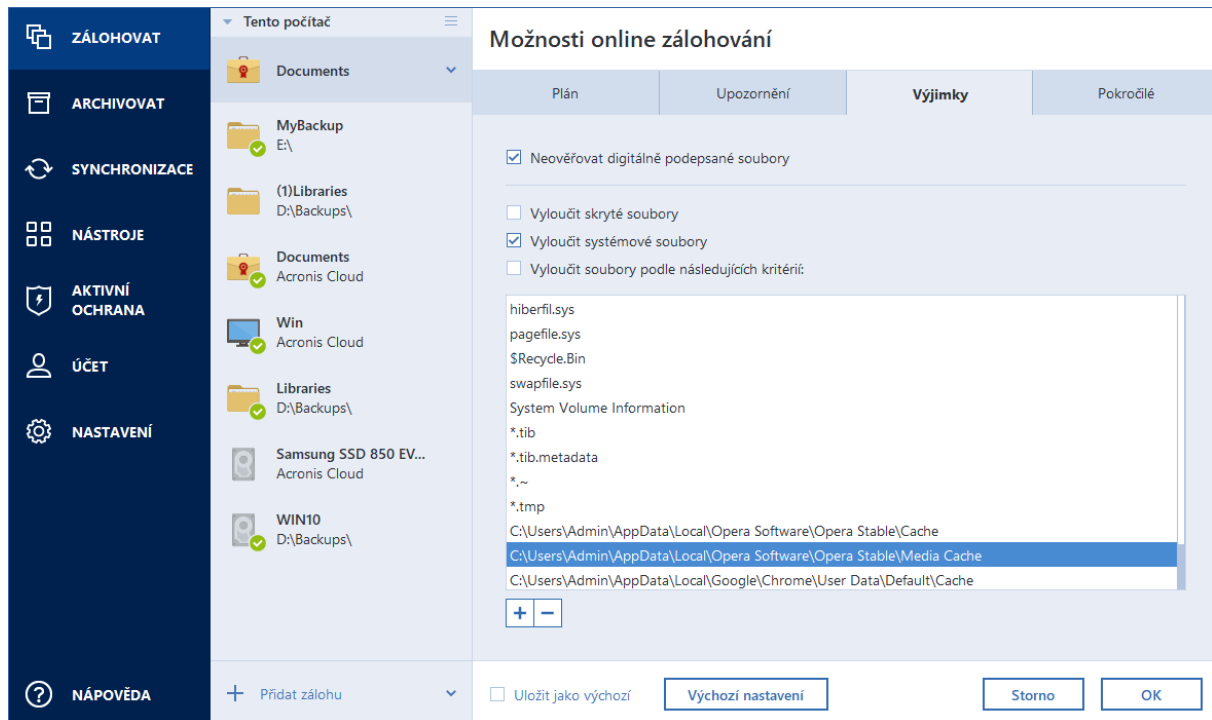 ZÁLOHOVAT
ARCHIVOVAT
SYNCHRONIZACE
NÁSTROJE
AKTIVNÍ
OCHRANA
ÚČET
NASTAVENÍ
NÁPOVĚDA
Tento počítač
Documents
MyBackup
E:\
(1)Libraries
D:\Backups\
Documents
Acronis Cloud
Win
Acronis Cloud
Libraries
D:\Backups\
Samsung SSD 850 EV...
Acronis Cloud
WIN10
D:\Backups\
Přidat zálohu
Možnosti online zálohování
Plán
Upozornění
Výjimky
Pokročilé
Neověřovat digitálně podepsané soubory
Vyloučit skryté soubory
Vyloučit systémové soubory
Vyloučit soubory podle následujících kritérií:
hiberfil.sys
pagefile.sys
$Recycle.Bin
swapfile.sys
System Volume Information
*.tib
*.tib.metadata
*.~
*.tmp
C:\Users\Admin\AppData\Local\Opera Software\Opera Stable\Cache
C:\Users\Admin\AppData\Local\Opera Software\Opera Stable\Media Cache
C:\Users\Admin\AppData\Local\Google\Chrome\User Data\Default\Cache
Uložit jako výchozí
Výchozí nastavení
Storno
OK